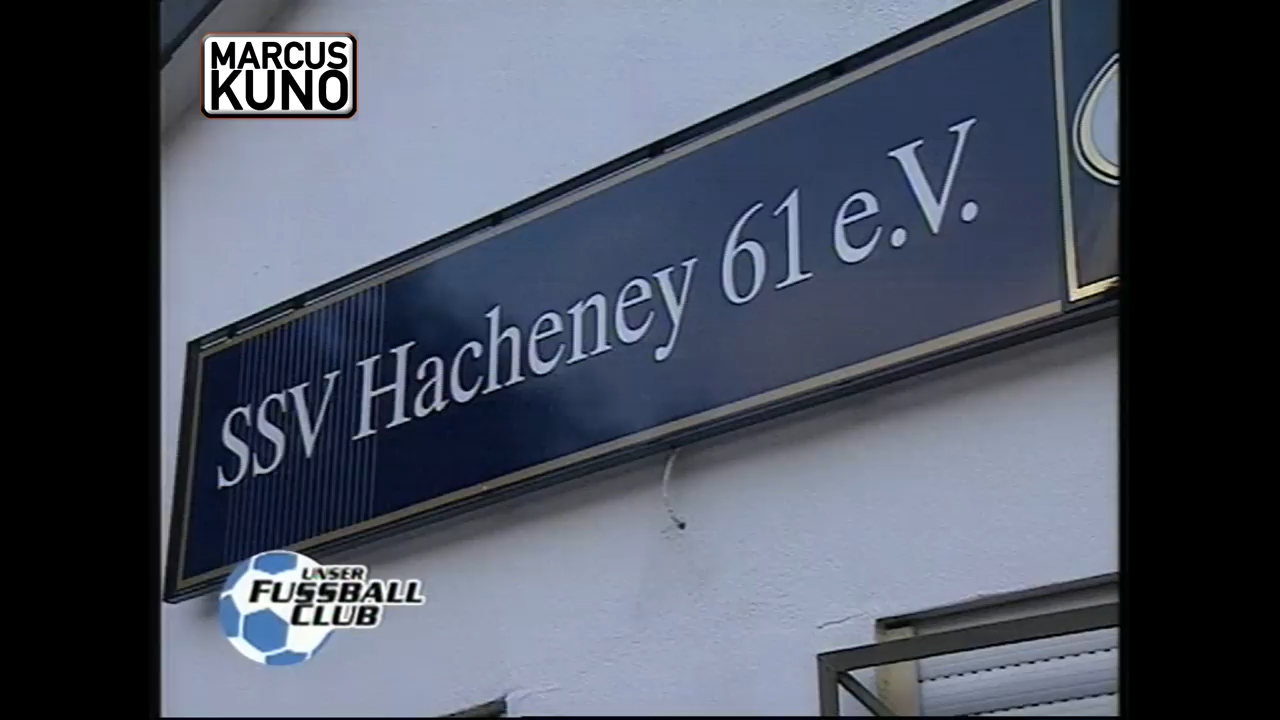 MARCUS
KUNO
SSV Hacheney 61 e.V.
UNSER
FUSSBALL
CLUB